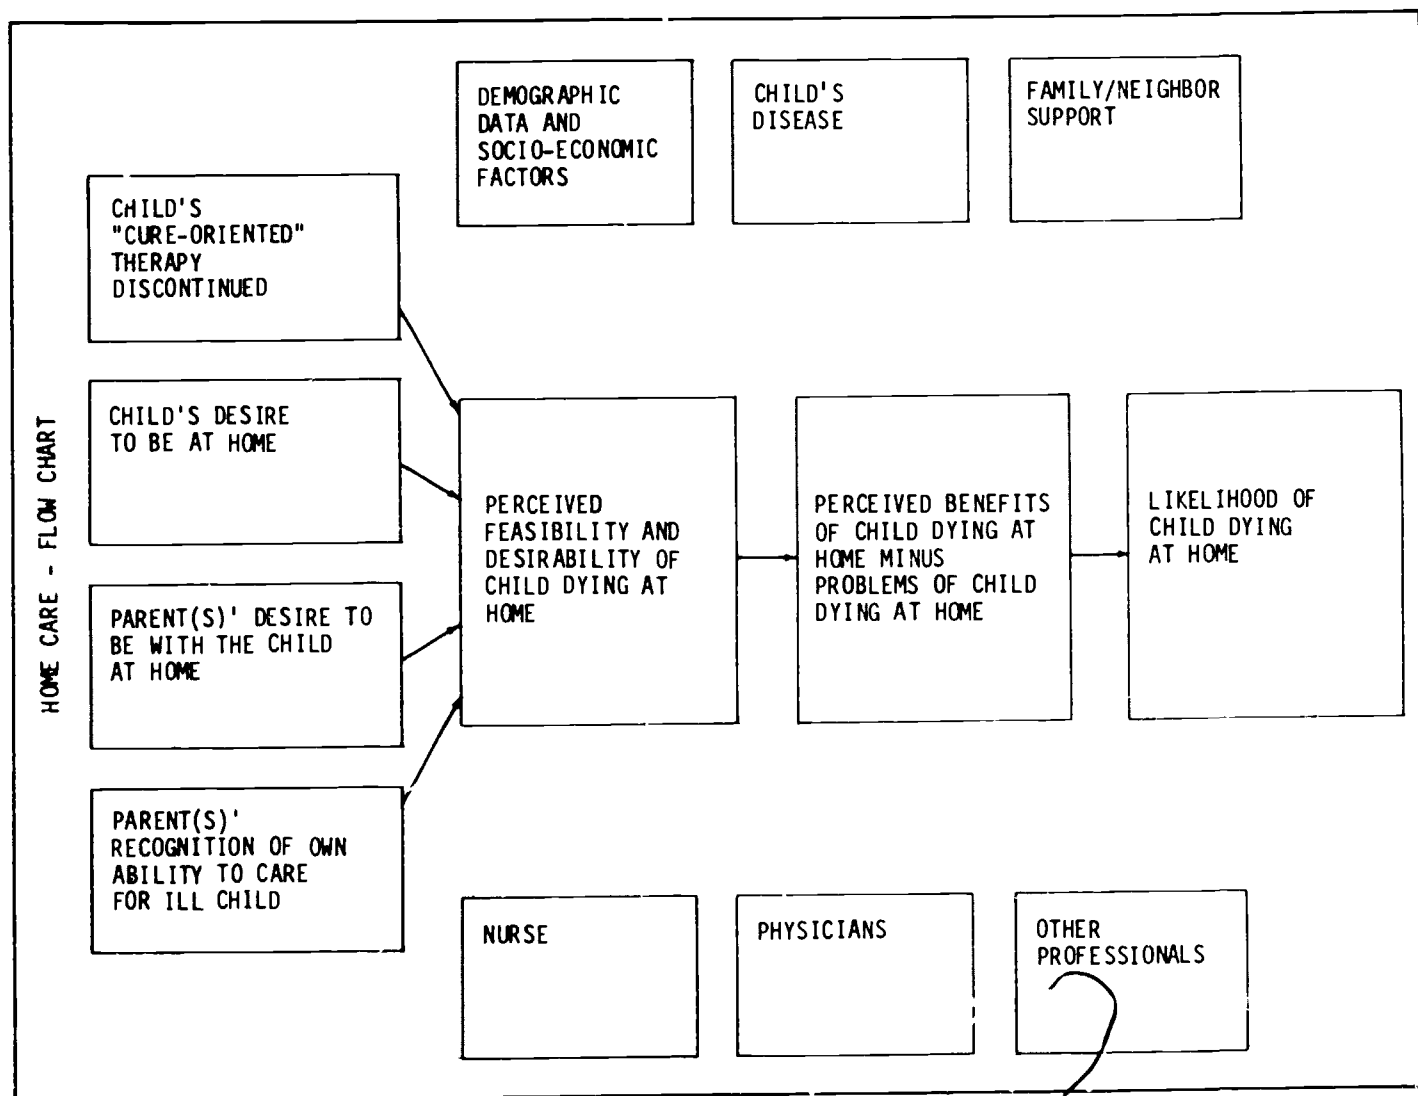 HOME CARE - FLOW CHART
DEMOGRAPHIC
DATA AND
SOCIO-ECONOMIC
FACTORS
CHILD'S
DISEASE
FAMILY/NEIGHBOR
SUPPORT
CHILD'S
"CURE-ORIENTED"
THERAPY
DISCONTINUED
CHILD'S DESIRE
TO BE AT HOME
PARENT(S)' DESIRE TO
BE WITH THE CHILD
AT HOME
PARENT(S)'
RECOGNITION OF OWN
ABILITY TO CARE
FOR ILL CHILD
PERCEIVED
FEASIBILITY AND
DESIRABILITY OF
CHILD DYING AT
HOME
PERCEIVED BENEFITS
OF CHILD DYING AT
HOME MINUS
PROBLEMS OF CHILD
DYING AT HOME
LIKELIHOOD OF
CHILD DYING
AT HOME
NURSE
PHYSICIANS
OTHER
PROFESSIONALS